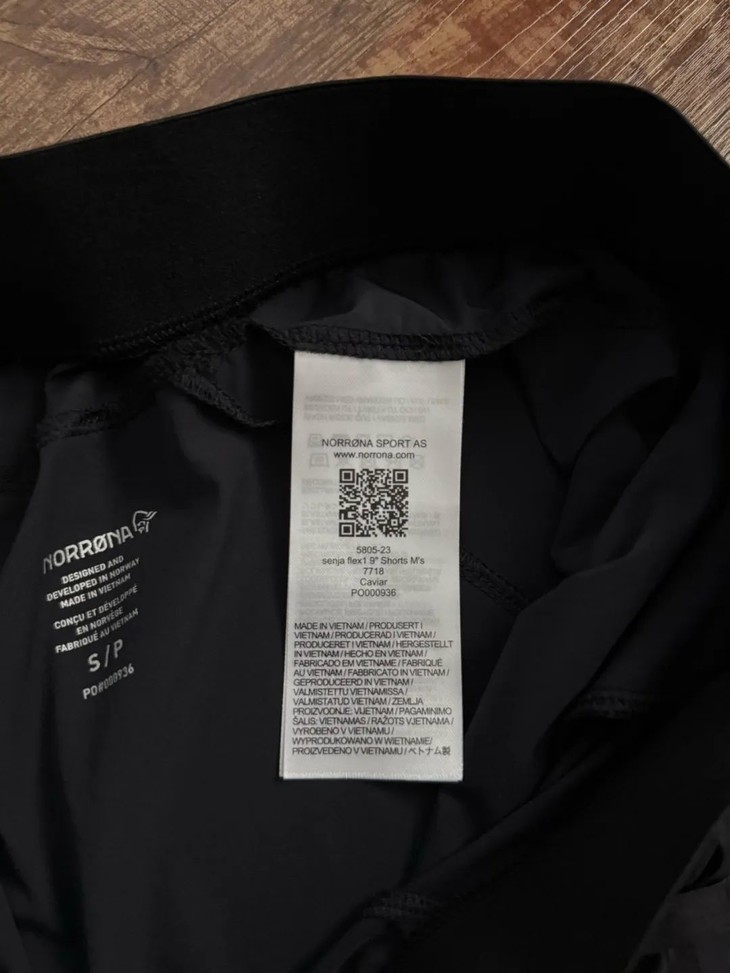 NORRØNA
DESIGNED AND
DEVELOPED IN NORWAY
MADE IN VIETNAM
CONÇU ET DÉVELOPPÉ
EN NORVÈGE
FABRIQUÉ AU VIETNAM
S/P
PO#000936
NORRØNA SPORT AS
www.norrona.com
5805-23
senja flex1 9" Shorts M's
7718
Caviar
PO000936
MADE IN VIETNAM / PRODUSERT I
VIETNAM / PRODUCERAD I VIETNAM /
PRODUCERET I VIETNAM / HERGESTELLT
IN VIETNAM / HECHO EN VIETNAM /
FABRICADO EM VIETNAME / FABRIQUÉ
AU VIETNAM / FABBRICATO IN VIETNAM /
GEPRODUCEERD IN VIETNAM /
VALMISTETTU VIETNAMISSA /
VALMISTATUD VIETNAM / ZEMLJA
PROIZVODNJE: VIJETNAM / PAGAMINIMO
ŠALIS: VIETNAMAS / RAŽOTS VJETNAMA /
VYROBENO V VIETNAMU /
WYPRODUKOWANO W WIETNAMIE/
PROIZVEDENO V VIETNAMU / ベトナム製